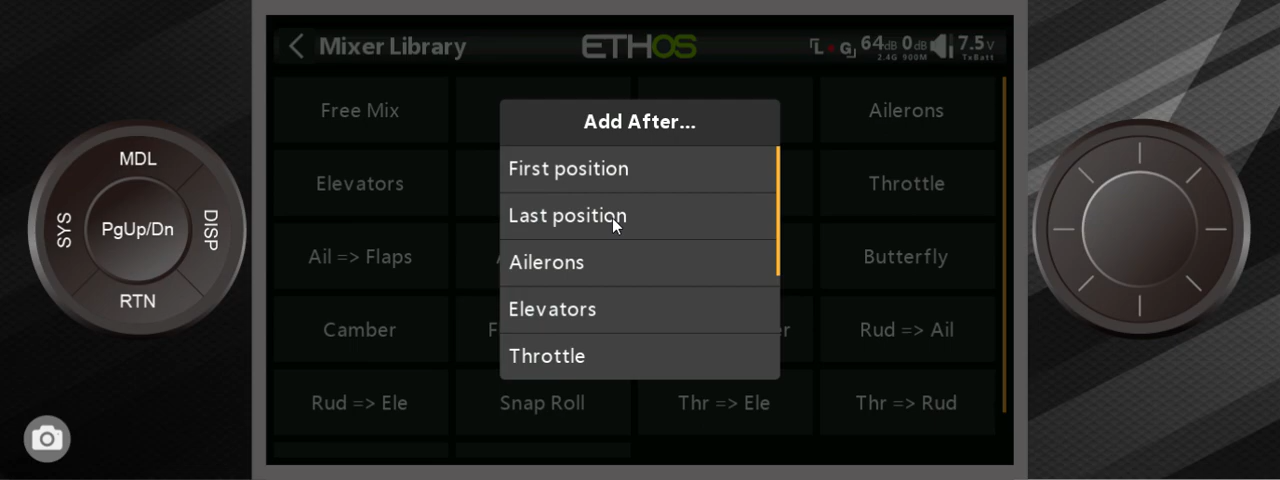 Mixer Library
ETHOS
L G 64dB 0dB 7.5V
2.4G 900M TxBatt
Free Mix
Ailerons
Elevators
Throttle
Ail => Flaps
Butterfly
Camber
Rud => Ail
Rud => Ele
Snap Roll
Thr => Ele
Thr => Rud
Add After...
First position
Last position
Ailerons
Elevators
Throttle
MDL
SYS
PgUp/Dn
DISP
RTN